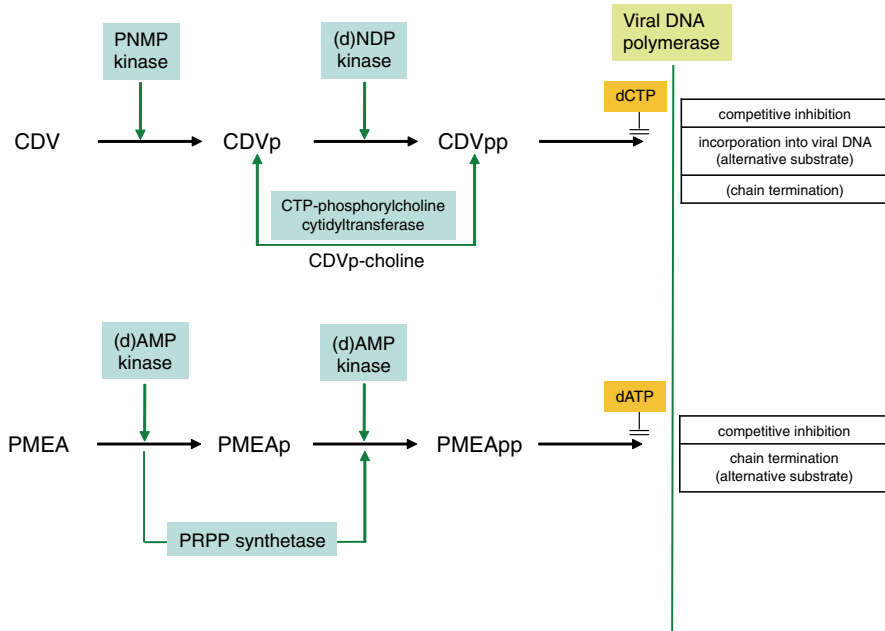 PNMP
kinase
(d)NDP
kinase
Viral DNA
polymerase
dCTP
CDV
CDVp
CDVpp
competitive inhibition
incorporation into viral DNA
(alternative substrate)
(chain termination)
CTP-phosphorylcholine
cytidyltransferase
CDVp-choline
(d)AMP
kinase
(d)AMP
kinase
dATP
PMEA
PMEAp
PMEApp
competitive inhibition
chain termination
(alternative substrate)
PRPP synthetase